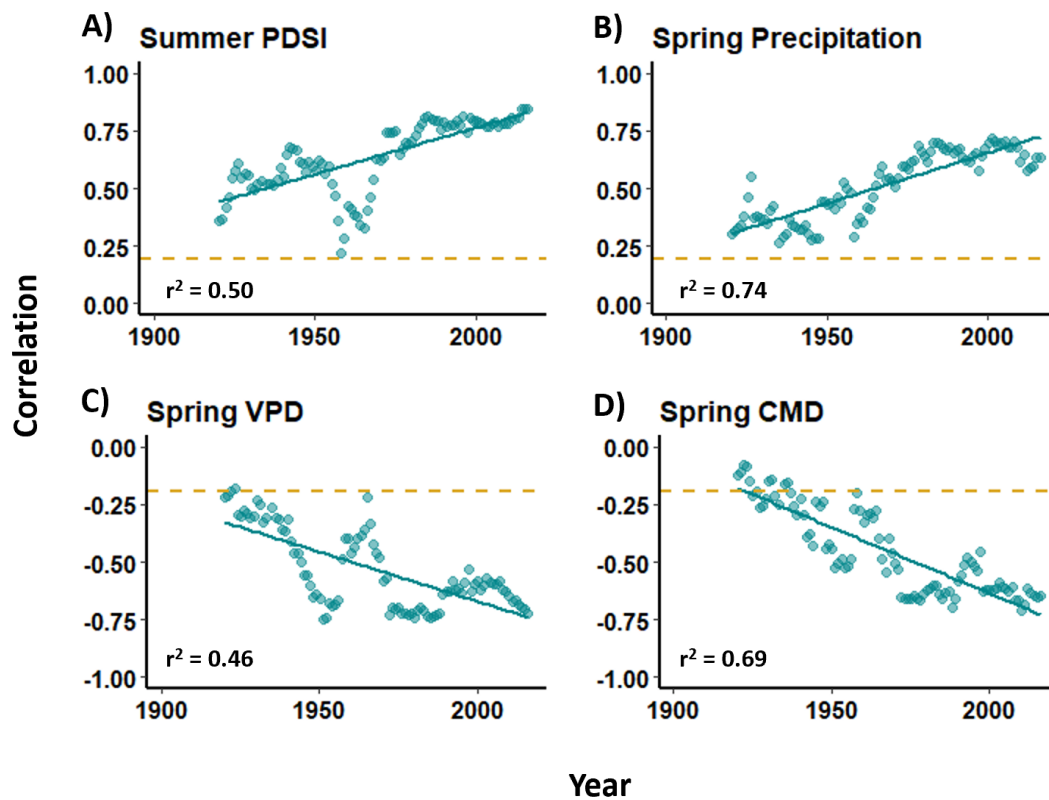 A)
Summer PDSI
1.00
0.75
0.50
0.25
0.00
r² = 0.50
1900
1950
2000
B)
Spring Precipitation
1.00
0.75
0.50
0.25
0.00
r² = 0.74
1900
1950
2000
Correlation
C)
Spring VPD
0.00
-0.25
-0.50
-0.75
-1.00
r² = 0.46
1900
1950
2000
D)
Spring CMD
0.00
-0.25
-0.50
-0.75
-1.00
r² = 0.69
1900
1950
2000
Year